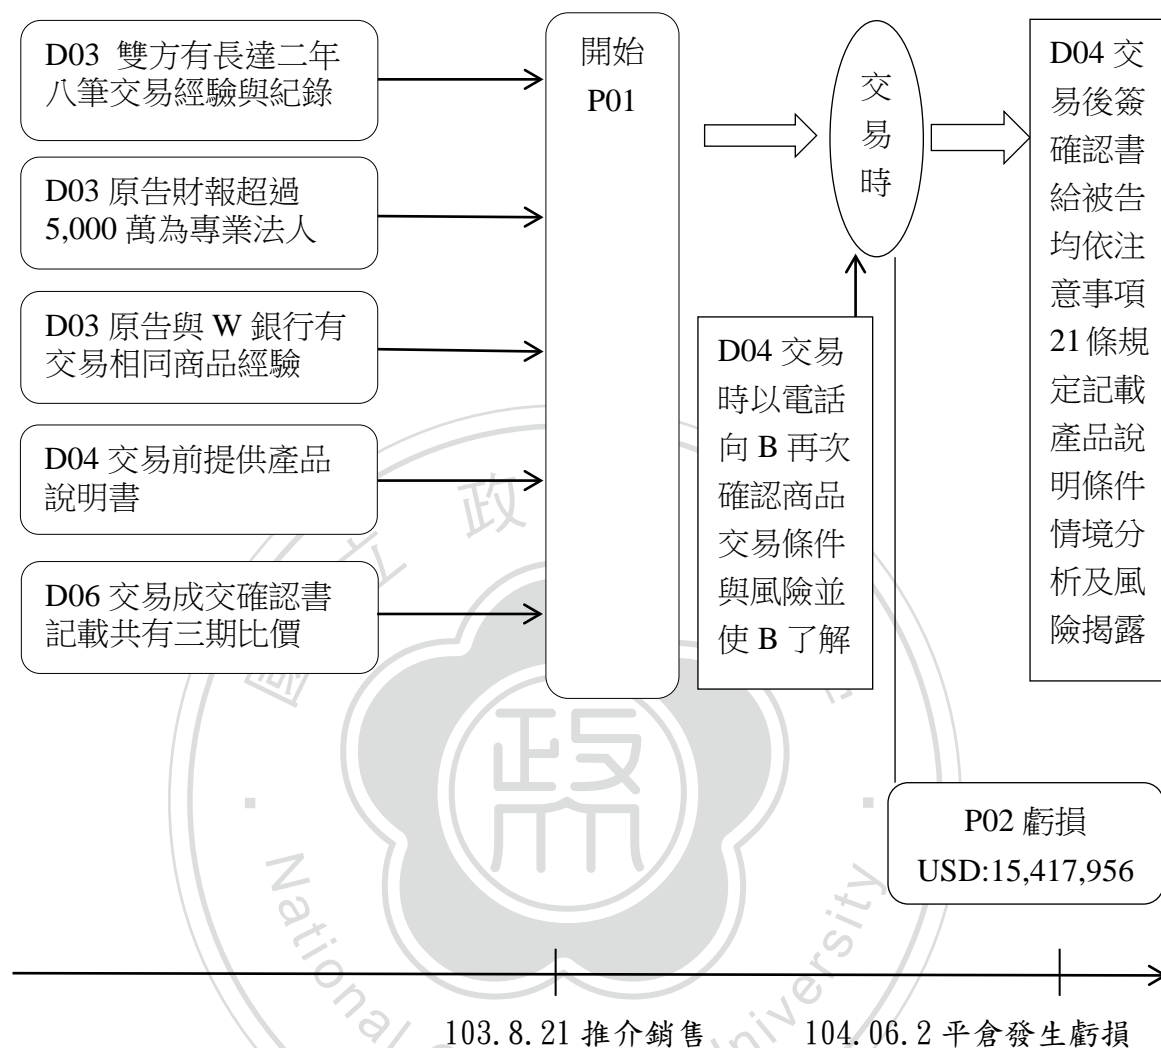 D03 雙方有長達二年
八筆交易經驗與紀錄
D03 原告財報超過
5,000 萬為專業法人
D03 原告與 W 銀行有
交易相同商品經驗
D04 交易前提供產品
說明書
D06 交易成交確認書
記載共有三期比價
開始
P01
交
易
時
D04 交易
時以電話
向 B 再次
確認商品
交易條件
與風險並
使 B 了解
D04 交
易後簽
確認書
給被告
均依注
意事項
21 條規
定記載
產品說
明條件
情境分
析及風
險揭露
P02 虧損
USD:15,417,956
103.8.21 推介銷售
104.06.2 平倉發生虧損
國 立 政
政
National
University